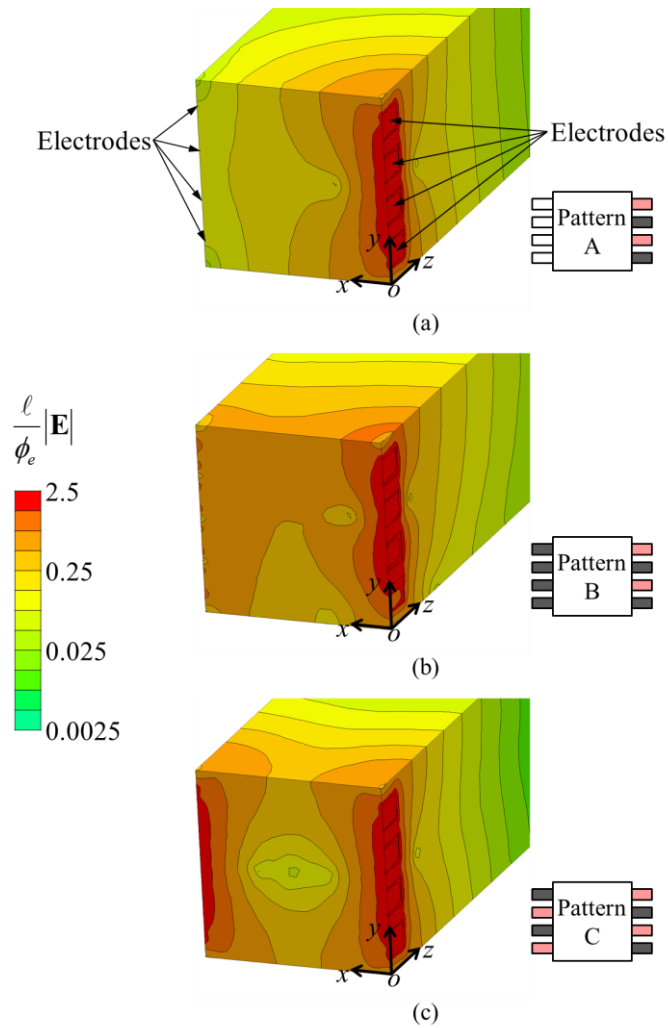 Electrodes
Electrodes
y
z
x
o
Pattern
A
(a)
ℓ
ϕe |E|
2.5
0.25
0.025
0.0025
y
z
x
o
Pattern
B
(b)
y
z
x
o
Pattern
C
(c)